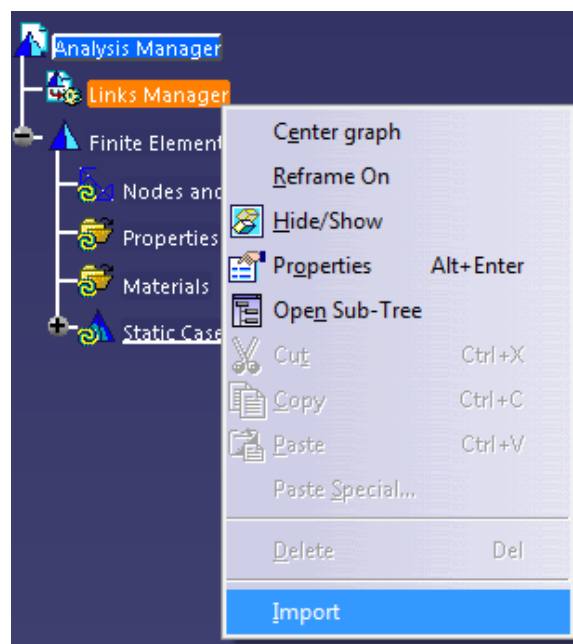 Analysis Manager
Links Manager
Finite Element
Nodes and
Properties
Materials
Static Case
Center graph
Reframe On
Hide/Show
Properties Alt+Enter
Open Sub-Tree
Cut Ctrl+X
Copy Ctrl+C
Paste Ctrl+V
Paste Special...
Delete Del
Import